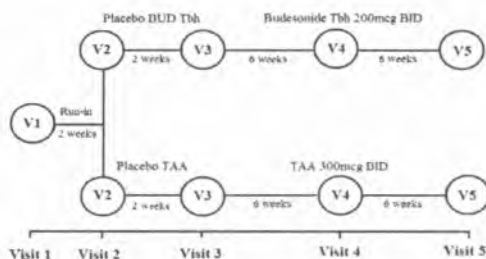 Placebo BUD Tbh Budesonide Tbh 200mcg BID
V2 V3 V4 V5
2 weeks 6 weeks 6 weeks
Run-in
V1
2 weeks
Placebo TAA TAA 300mcg BID
V2 V3 V4 V5
2 weeks 6 weeks 6 weeks
Visit 1 Visit 2 Visit 3 Visit 4 Visit 5